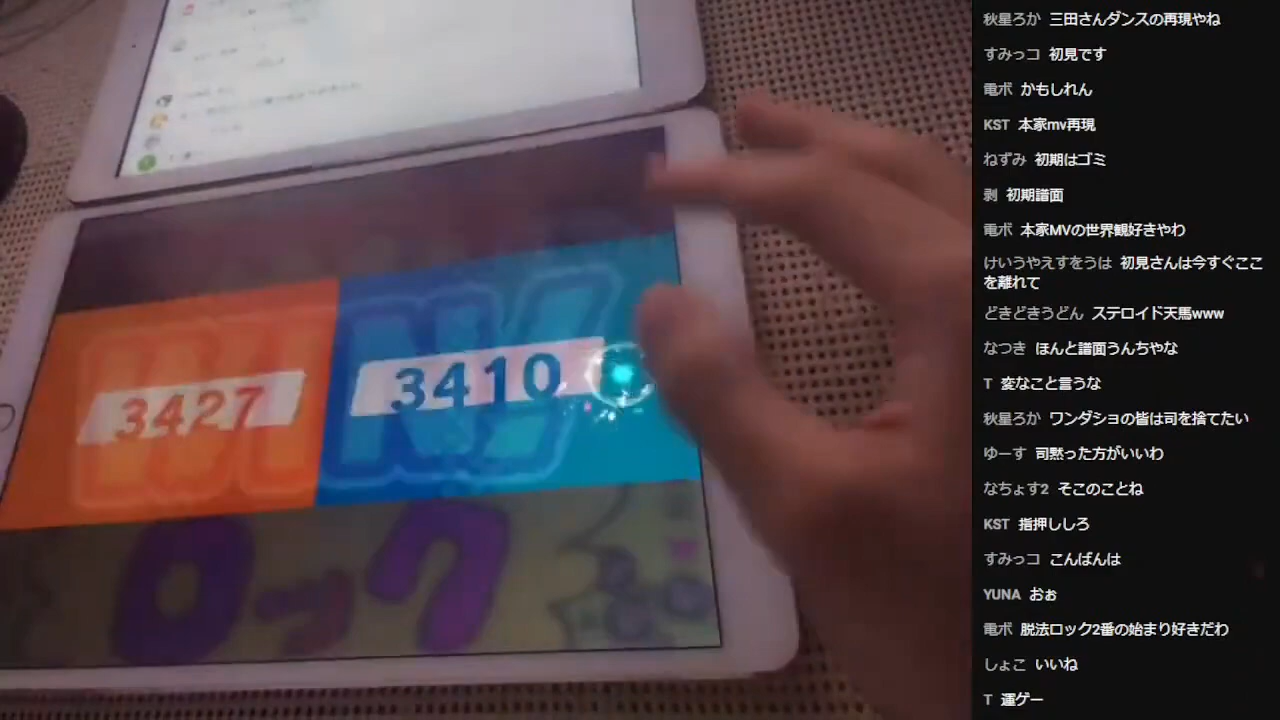 WIN
3427
3410
ロック
秋星ろか 三田さんダンスの再現やね
すみっコ 初見です
電ボ かもしれん
KST 本家mv再現
ねずみ 初期はゴミ
剥 初期譜面
電ボ 本家MVの世界観好きやわ
けいうやえすをうは 初見さんは今すぐここ
を離れて
どきどきうどん ステロイド天馬www
なつき ほんと譜面うんちやな
T 変なこと言うな
秋星ろか ワンダショの皆は司を捨てたい
ゆーす 司黙った方がいいわ
なちょす2 そこのことね
KST 指押ししろ
すみっコ こんばんは
YUNA おぉ
電ボ 脱法ロック2番の始まり好きだわ
しょこ いいね
T 運ゲー